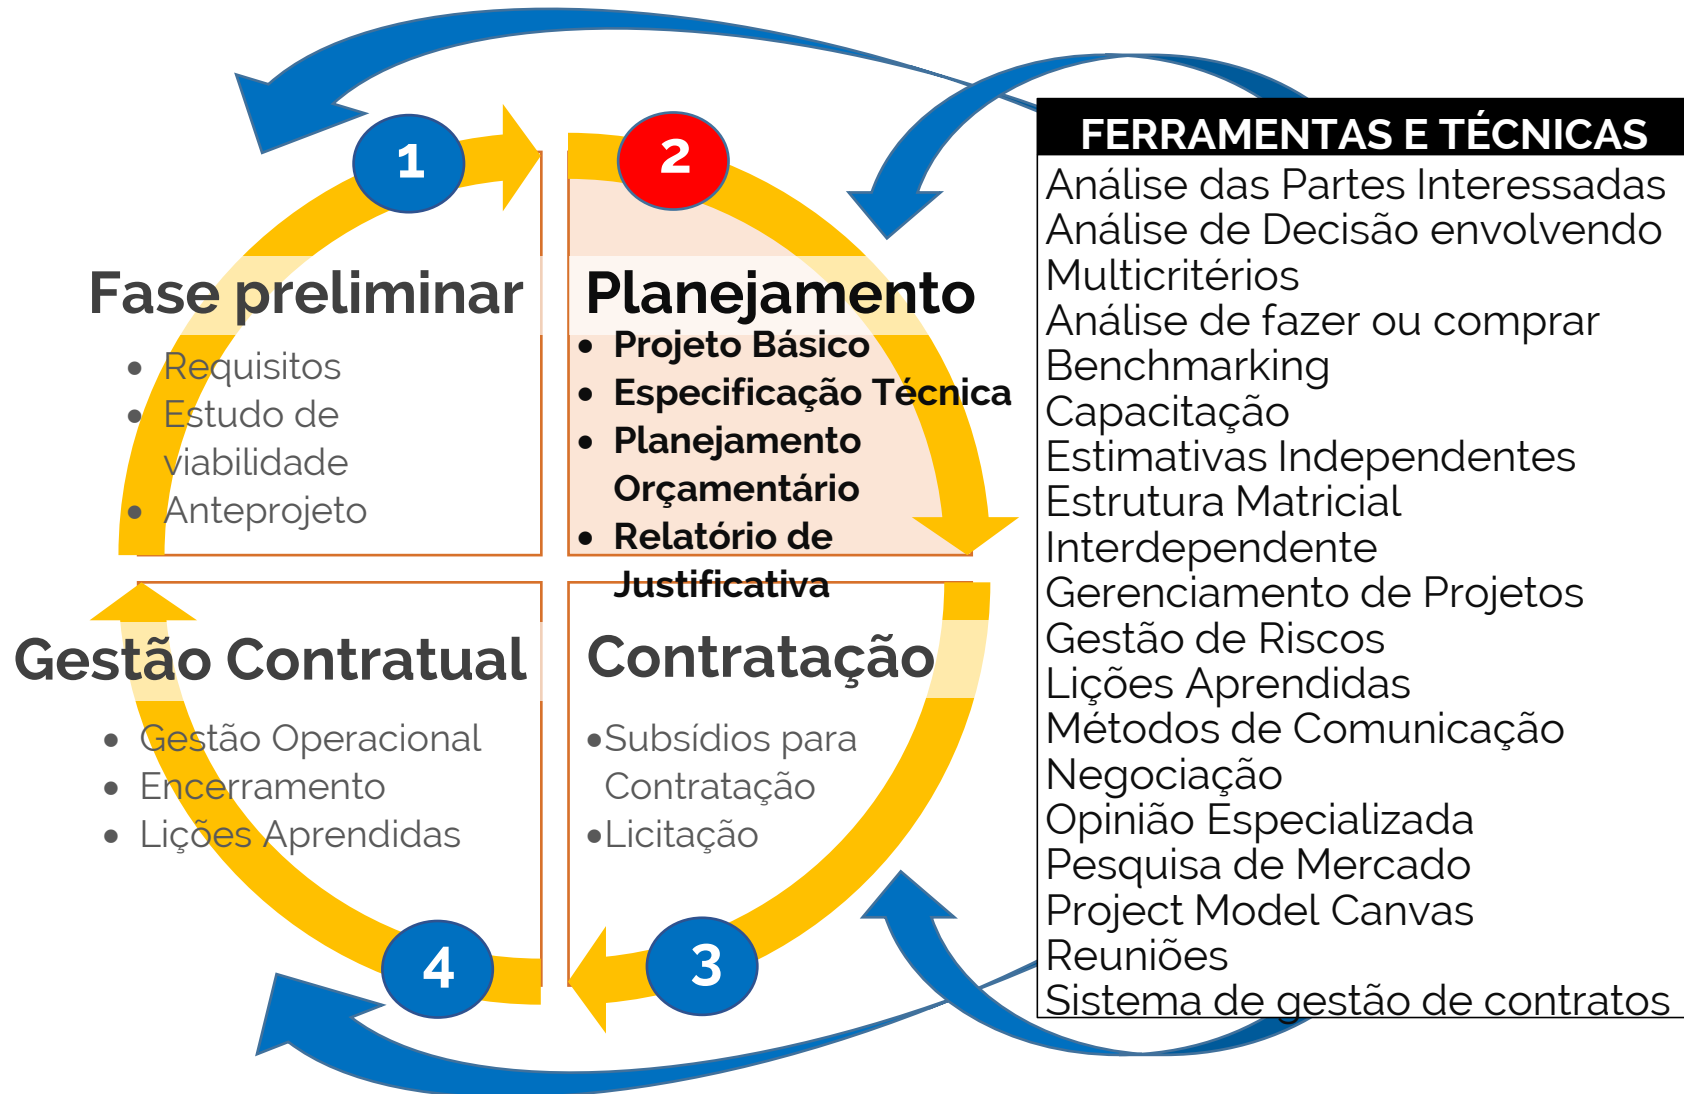 1
Fase preliminar
• Requisitos
• Estudo de
viabilidade
• Anteprojeto
2
Planejamento
• Projeto Básico
• Especificação Técnica
• Planejamento
Orçamentário
• Relatório de
Justificativa
Contratação
•Subsídios para
Contratação
•Licitação
3
Gestão Contratual
• Gestão Operacional
• Encerramento
• Lições Aprendidas
4
FERRAMENTAS E TÉCNICAS
Análise das Partes Interessadas
Análise de Decisão envolvendo
Multicritérios
Análise de fazer ou comprar
Benchmarking
Capacitação
Estimativas Independentes
Estrutura Matricial
Interdependente
Gerenciamento de Projetos
Gestão de Riscos
Lições Aprendidas
Métodos de Comunicação
Negociação
Opinião Especializada
Pesquisa de Mercado
Project Model Canvas
Reuniões
Sistema de gestão de contratos